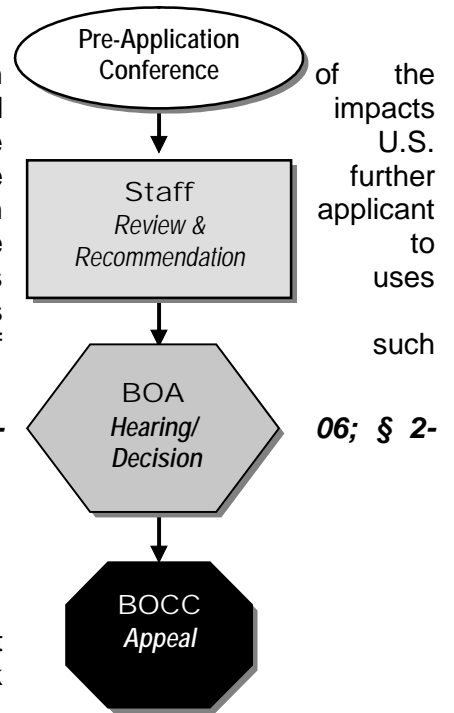 Pre-Application
Conference
of the
impacts
U.S.
Staff
further
Review &
applicant
Recommendation
to
uses
such
BOA
Hearing/
06; § 2-
Decision
BOCC
Appeal